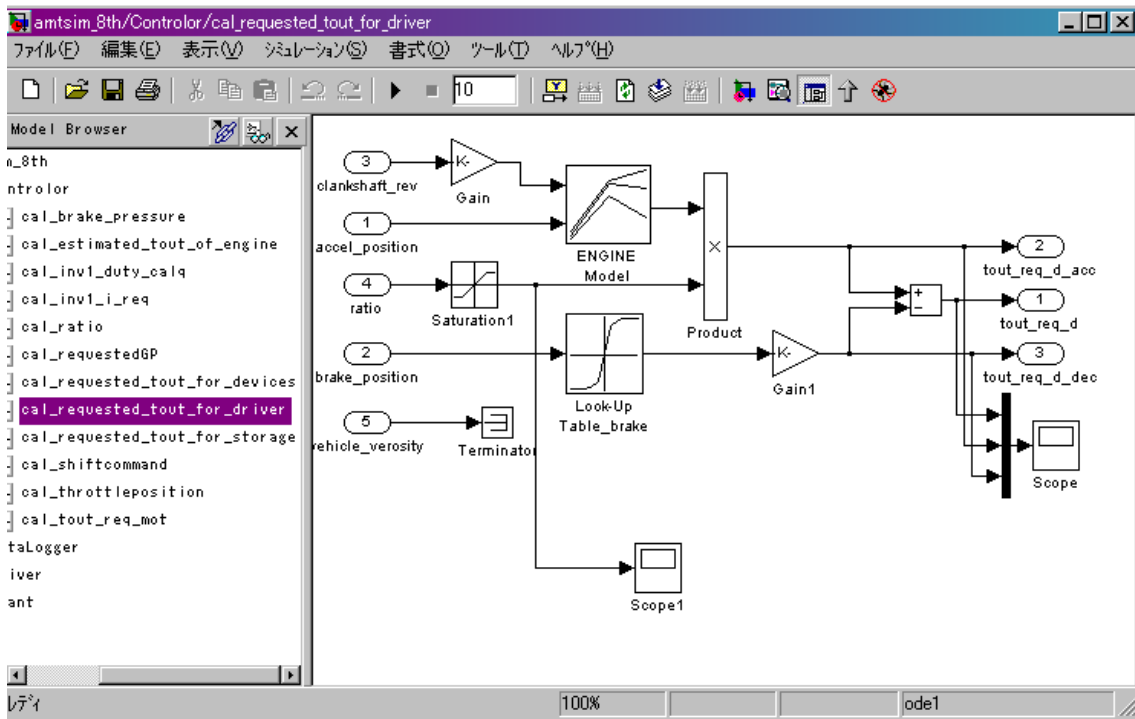 amtsim_8th/Controlor/cal_requested_tout_for_driver
ファイル(F) 編集(E) 表示(V) シミュレーション(S) 書式(O) ツール(T) ヘルプ(H)
10
Model Browser
m_8th
ntrolor
cal_brake_pressure
cal_estimated_tout_of_engine
cal_inv1_duty_calq
cal_inv1_i_req
cal_ratio
cal_requestedGP
cal_requested_tout_for_devices
cal_requested_tout_for_driver
cal_requested_tout_for_storage
cal_shiftcommand
cal_throttleposition
cal_tout_req_mot
taLogger
iver
ant
3
clankshaft_rev
K-
Gain
1
accel_position
ENGINE
Model
4
ratio
Saturation1
×
Product
2
brake_position
Look-Up
Table_brake
K-
Gain1
5
vehicle_verosity
Terminator
+
−
2
tout_req_d_acc
1
tout_req_d
3
tout_req_d_dec
Scope
Scope1
レディ 100% ode1